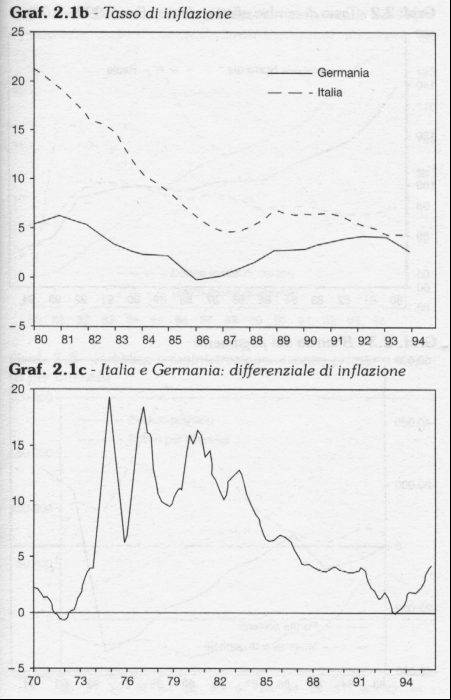 Graf. 2.1b - Tasso di inflazione
25
20
15
10
5
0
-5
Germania
Italia
80 81 82 83 84 85 86 87 88 89 90 91 92 93 94
Graf. 2.1c - Italia e Germania: differenziale di inflazione
20
15
10
5
0
-5
70 73 76 79 82 85 88 91 94